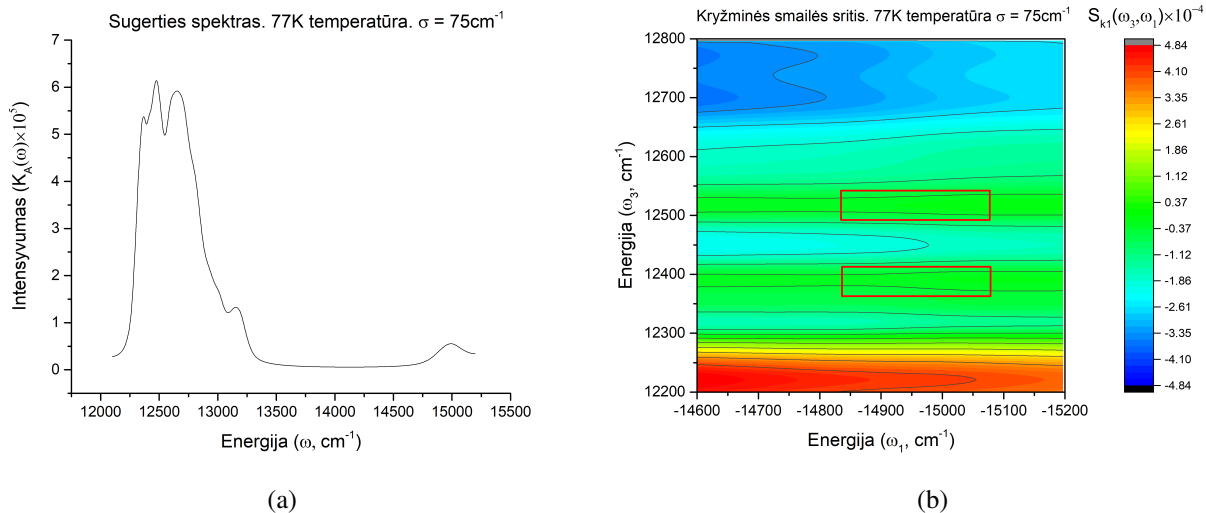 Sugerties spektras. 77K temperatūra. σ = 75cm⁻¹
Intensyvumas (K_A(ω)×10⁵)
7
6
5
4
3
2
1
0
12000 12500 13000 13500 14000 14500 15000 15500
Energija (ω, cm⁻¹)
(a)
Kryžminės smailės sritis. 77K temperatūra σ = 75cm⁻¹
Energija (ω₃, cm⁻¹)
12800
12700
12600
12500
12400
12300
12200
-14600 -14700 -14800 -14900 -15000 -15100 -15200
Energija (ω₁, cm⁻¹)
S_k1(ω₃,ω₁)×10⁻⁴
4.84
4.10
3.35
2.61
1.86
1.12
0.37
-0.37
-1.12
-1.86
-2.61
-3.35
-4.10
-4.84
(b)